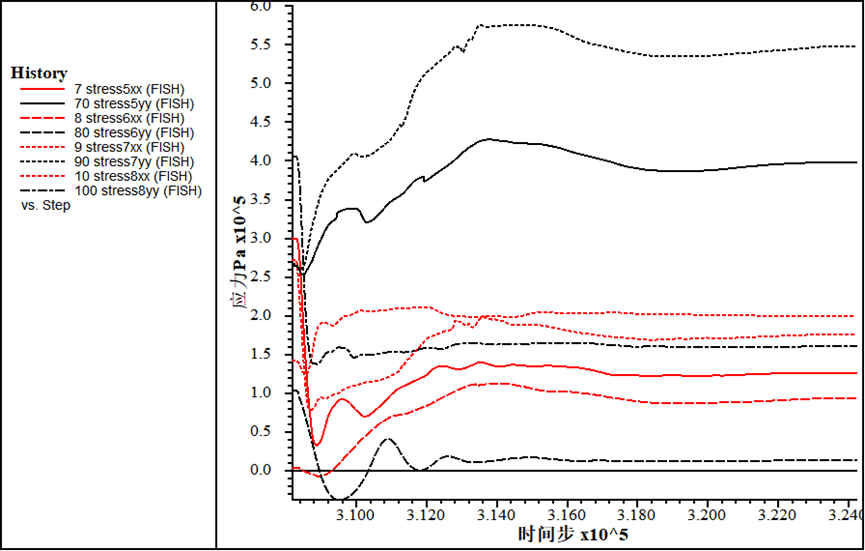 History
7 stress5xx (FISH)
70 stress5yy (FISH)
8 stress6xx (FISH)
80 stress6yy (FISH)
9 stress7xx (FISH)
90 stress7yy (FISH)
10 stress8xx (FISH)
100 stress8yy (FISH)
vs. Step
6.0
5.5
5.0
4.5
4.0
3.5
3.0
2.5
2.0
1.5
1.0
0.5
0.0
应力Pa x10^5
3.100 3.120 3.140 3.160 3.180 3.200 3.220 3.240
时间步 x10^5